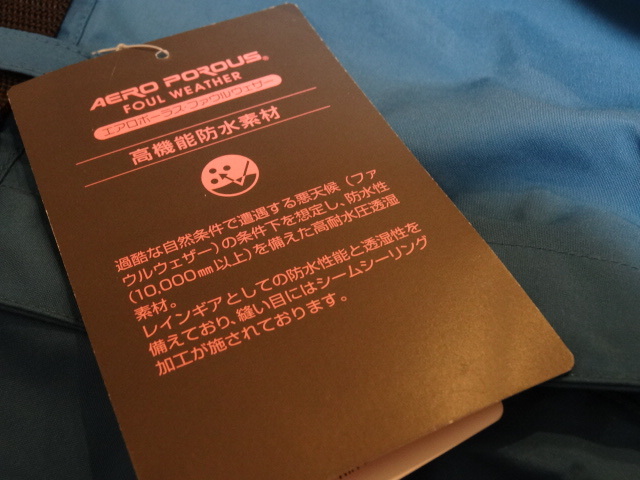 AERO POROUS®
FOUL WEATHER
エアロポーラス ファウルウェザー
高機能防水素材
過酷な自然条件で遭遇する悪天候（ファ
ウルウェザー）の条件下を想定し、防水性
（10,000mm以上）を備えた高耐水圧透湿
素材。
レインギアとしての防水性能と透湿性を
備えており、縫い目にはシームシーリング
加工が施されております。